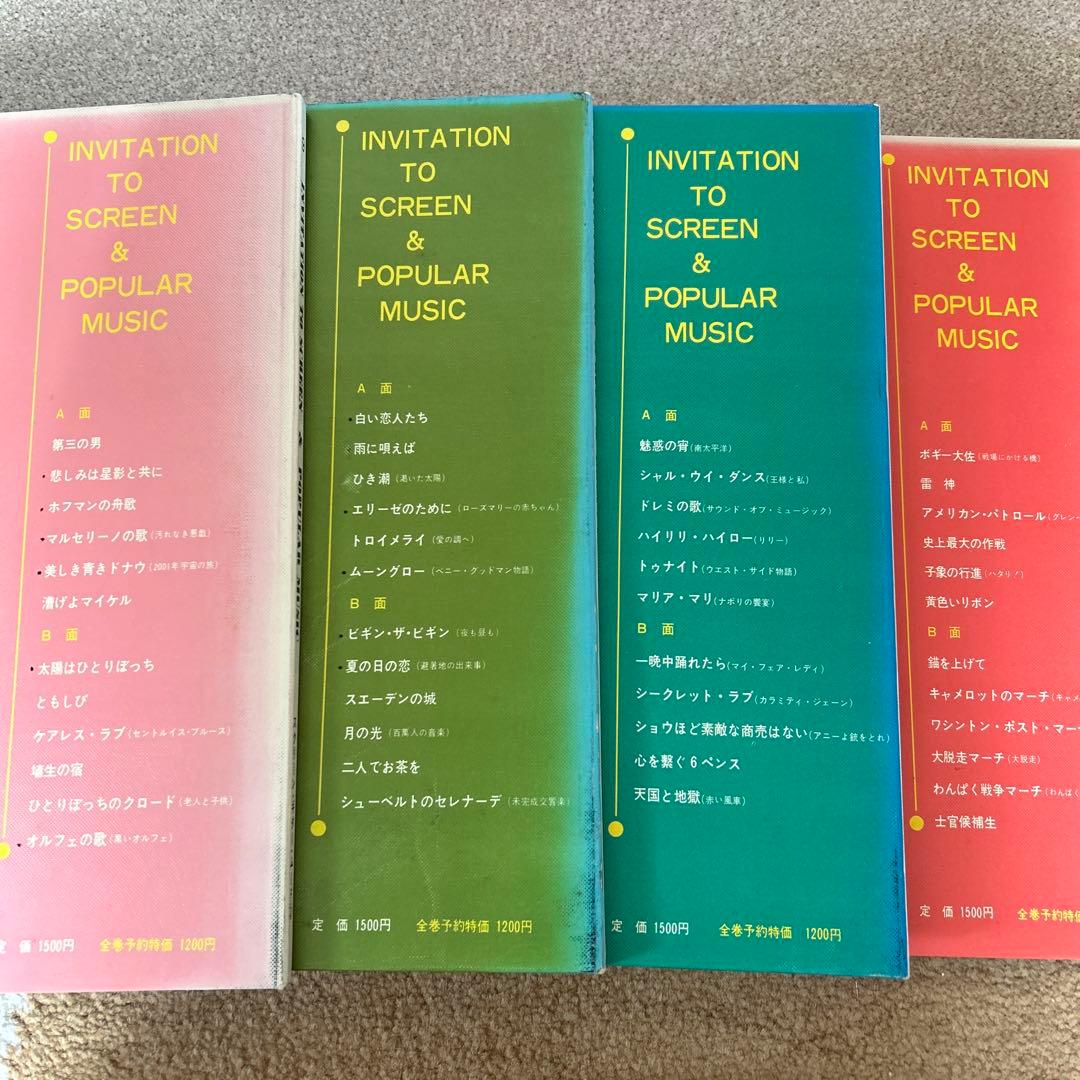 INVITATION
TO
SCREEN
&
POPULAR
MUSIC
A 面
第三の男
悲しみは星影と共に
ホフマンの舟歌
マルセリーノの歌(汚れなき悪戯)
美しき青きドナウ(2001年宇宙の旅)
漕げよマイケル
B 面
太陽はひとりぼっち
ともしび
ケアレス・ラブ(セントルイス・ブルース)
埴生の宿
ひとりぼっちのクロード(老人と子供)
オルフェの歌(黒いオルフェ)
定 価 1500円 全巻予約特価 1200円
INVITATION TO SCREEN & POPULAR MUSIC
INVITATION
TO
SCREEN
&
POPULAR
MUSIC
A 面
白い恋人たち
雨に唄えば
ひき潮(渇いた太陽)
エリーゼのために(ローズマリーの赤ちゃん)
トロイメライ(愛の調べ)
ムーングロー(ベニー・グッドマン物語)
B 面
ビギン・ザ・ビギン(夜も昼も)
夏の日の恋(避暑地の出来事)
スエーデンの城
月の光(百萬人の音楽)
二人でお茶を
シューベルトのセレナーデ(未完成交響楽)
定 価 1500円 全巻予約特価 1200円
INVITATION
TO
SCREEN
&
POPULAR
MUSIC
A 面
魅惑の宵(南太平洋)
シャル・ウイ・ダンス(王様と私)
ドレミの歌(サウンド・オブ・ミュージック)
ハイリリ・ハイロー(リリー)
トゥナイト(ウエスト・サイド物語)
マリア・マリ(ナポリの饗宴)
B 面
一晩中踊れたら(マイ・フェア・レディ)
シークレット・ラブ(カラミティ・ジェーン)
ショウほど素敵な商売はない(アニーよ銃をとれ)
心を繋ぐ6ペンス
天国と地獄(赤い風車)
定 価 1500円 全巻予約特価 1200円
INVITATION
TO
SCREEN
&
POPULAR
MUSIC
A 面
ボギー大佐(戦場にかける橋)
雷 神
アメリカン・パトロール(グレン
史上最大の作戦
子象の行進(ハタリ!)
黄色いリボン
B 面
錨を上げて
キャメロットのマーチ(キャメ
ワシントン・ポスト・マー
大脱走マーチ(大脱走)
わんぱく戦争マーチ(わんぱく
士官候補生
定 価 1500円 全巻予